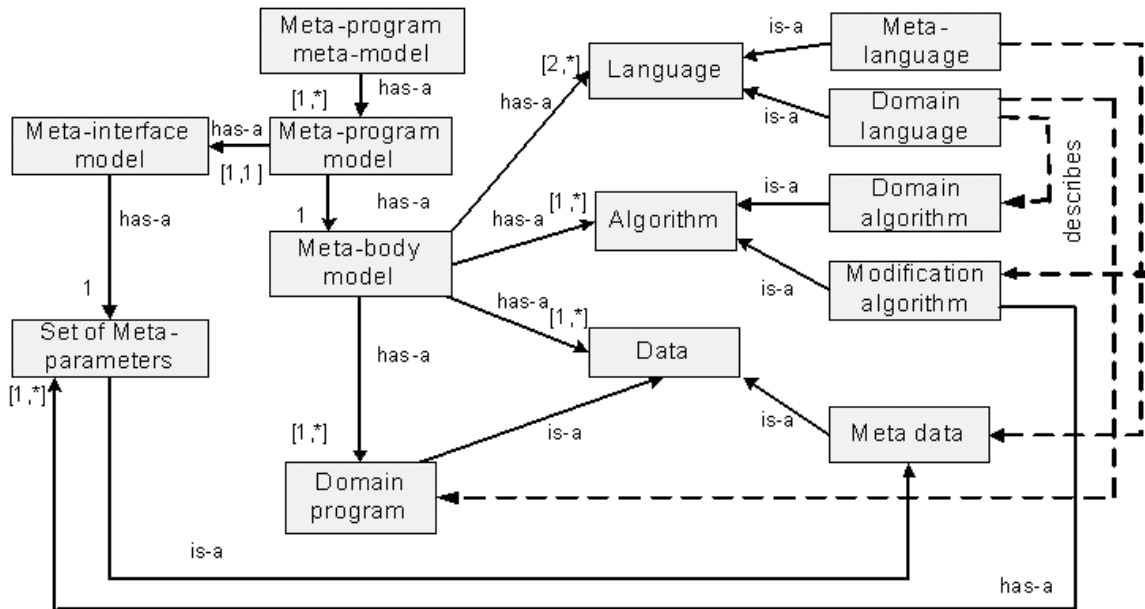 Meta-program
meta-model
has-a
[1,*]
Meta-program
model
has-a
[1,1]
Meta-interface
model
has-a
1
Set of Meta-
parameters
[1,*]
has-a
1
Meta-body
model
has-a
[2,*]
Language
is-a
Meta-
language
is-a
Domain
language
describes
has-a
[1,*]
Algorithm
is-a
Domain
algorithm
is-a
Modification
algorithm
has-a
[1,*]
Data
is-a
Meta data
has-a
[1,*]
Domain
program
is-a
is-a
has-a